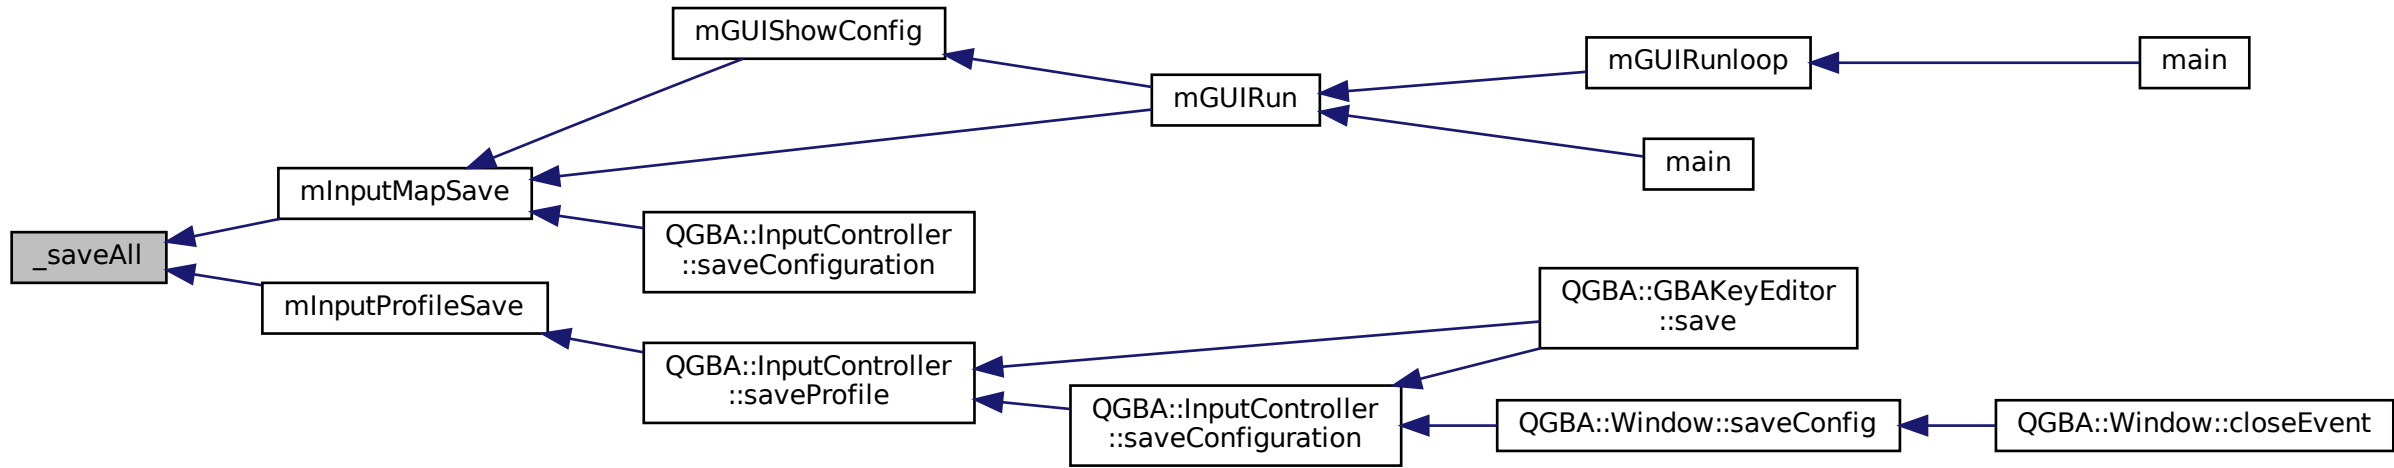 mGUIShowConfig
mGUIRunloop
main
mGUIRun
main
mInputMapSave
QGBA::InputController
::saveConfiguration
_saveAll
mInputProfileSave
QGBA::GBAKeyEditor
::save
QGBA::InputController
::saveProfile
QGBA::InputController
::saveConfiguration
QGBA::Window::saveConfig
QGBA::Window::closeEvent